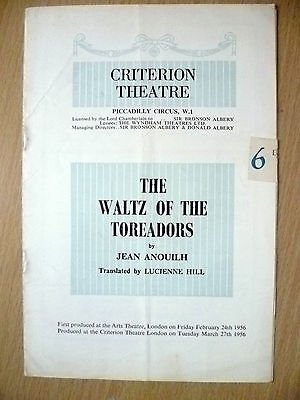 CRITERION
THEATRE
PICCADILLY CIRCUS, W.1
Licensed by the Lord Chamberlain to SIR BRONSON ALBERY
Lessees: THE WYNDHAM THEATRES LTD.
Managing Directors: SIR BRONSON ALBERY & DONALD ALBERY
6
THE
WALTZ OF THE
TOREADORS
by
JEAN ANOUILH
Translated by LUCIENNE HILL
First produced at the Arts Theatre, London on Friday February 24th 1956
Produced at the Criterion Theatre London on Tuesday March 27th 1956